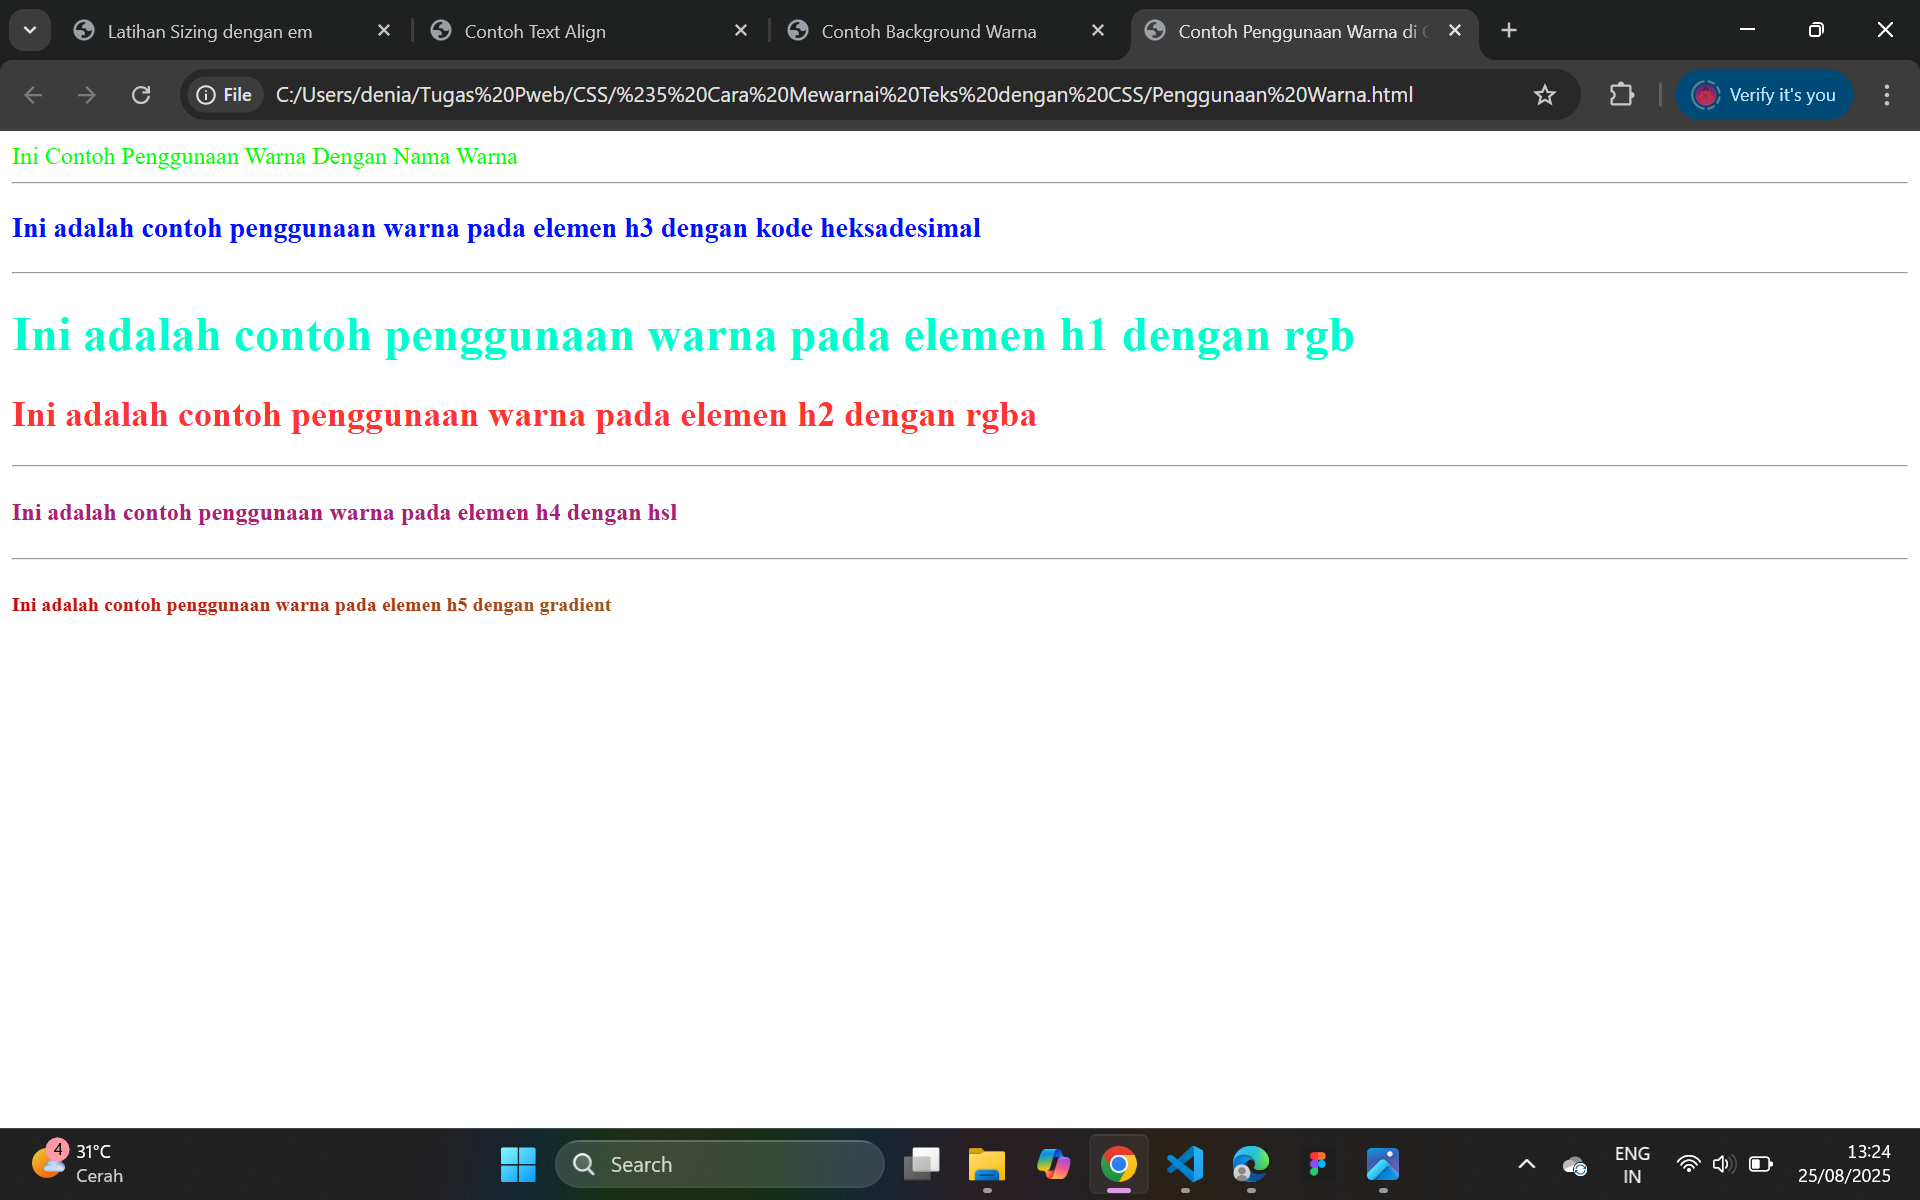 Latihan Sizing dengan em
Contoh Text Align
Contoh Background Warna
Contoh Penggunaan Warna di
File
C:/Users/denia/Tugas%20Pweb/CSS/%235%20Cara%20Mewarnai%20Teks%20dengan%20CSS/Penggunaan%20Warna.html
Verify it's you
Ini Contoh Penggunaan Warna Dengan Nama Warna
Ini adalah contoh penggunaan warna pada elemen h3 dengan kode heksadesimal
Ini adalah contoh penggunaan warna pada elemen h1 dengan rgb
Ini adalah contoh penggunaan warna pada elemen h2 dengan rgba
Ini adalah contoh penggunaan warna pada elemen h4 dengan hsl
Ini adalah contoh penggunaan warna pada elemen h5 dengan gradient
4
31°C
Cerah
Search
ENG
IN
13:24
25/08/2025